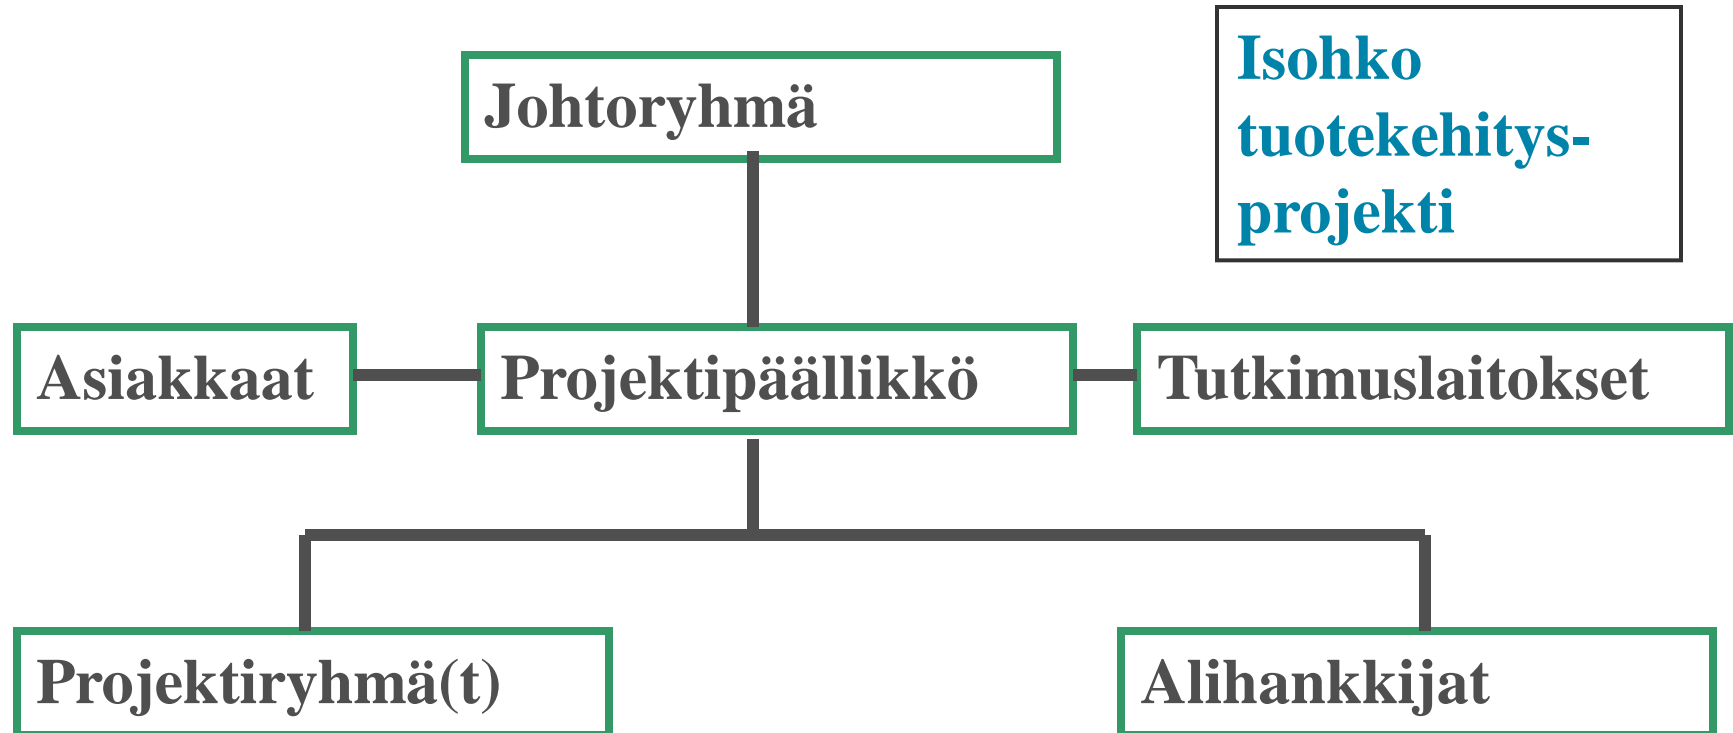 Johtoryhmä
Isohko
tuotekehitys-
projekti
Asiakkaat
Projektipäällikkö
Tutkimuslaitokset
Projektiryhmä(t)
Alihankkijat